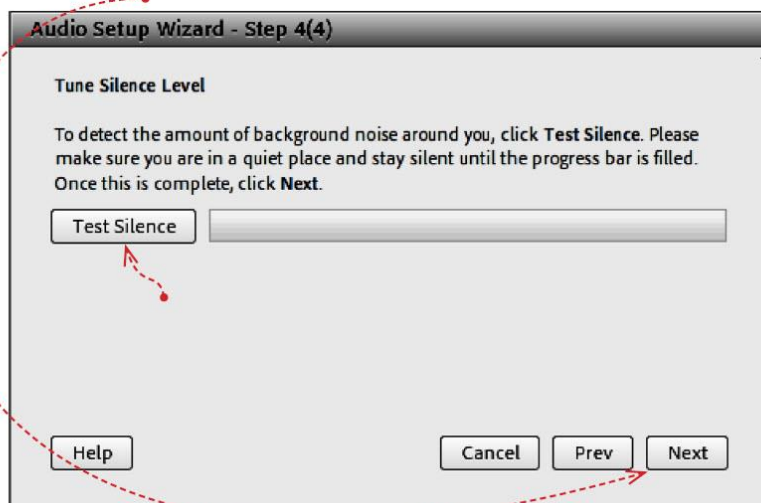 Audio Setup Wizard - Step 4(4)
Tune Silence Level
To detect the amount of background noise around you, click Test Silence. Please
make sure you are in a quiet place and stay silent until the progress bar is filled.
Once this is complete, click Next.
Test Silence
Help Cancel Prev Next